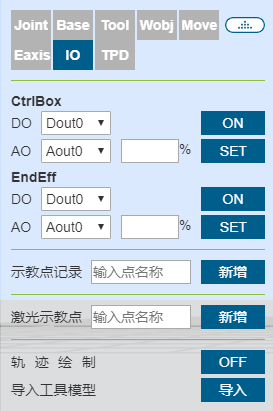 Joint Base Tool Wobj Move
Eaxis IO TPD
CtrlBox
DO Dout0 ON
AO Aout0 % SET
EndEff
DO Dout0 ON
AO Aout0 % SET
示教点记录 输入点名称 新增
激光示教点 输入点名称 新增
轨 迹 绘 制 OFF
导入工具模型 导入